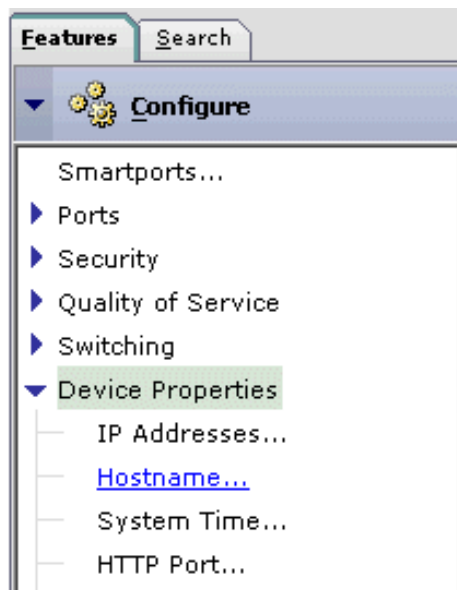 Features Search
Configure
Smartports...
Ports
Security
Quality of Service
Switching
Device Properties
IP Addresses...
Hostname...
System Time...
HTTP Port...